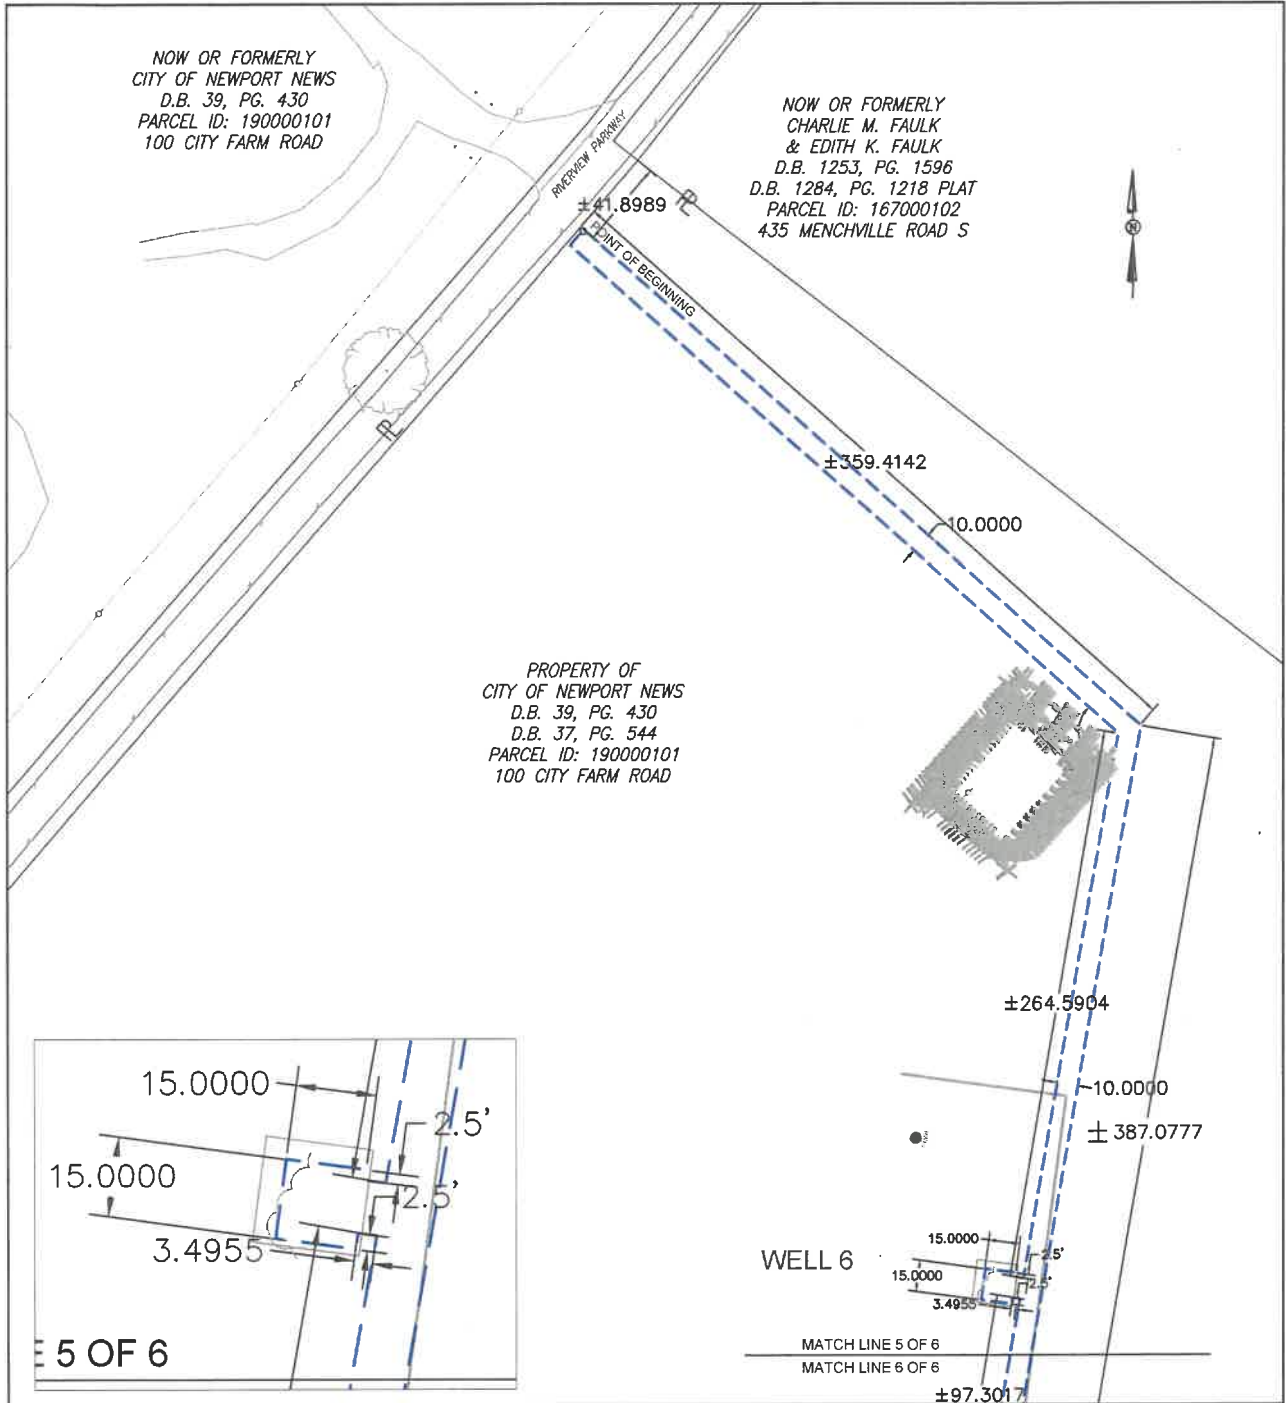 NOW OR FORMERLY
CITY OF NEWPORT NEWS
D.B. 39, PG. 430
PARCEL ID: 190000101
100 CITY FARM ROAD
NOW OR FORMERLY
CHARLIE M. FAULK
& EDITH K. FAULK
D.B. 1253, PG. 1596
D.B. 1284, PG. 1218 PLAT
PARCEL ID: 167000102
435 MENCHVILLE ROAD S
RIVERVIEW PARKWAY
±41.8989
PL
N
POINT OF BEGINNING
PL
±359.4142
10.0000
PROPERTY OF
CITY OF NEWPORT NEWS
D.B. 39, PG. 430
D.B. 37, PG. 544
PARCEL ID: 190000101
100 CITY FARM ROAD
±264.5904
10.0000
± 387.0777
15.0000
2.5'
15.0000
2.5'
3.4955
E 5 OF 6
WELL 6
15.0000
2.5'
15.0000
2.5'
3.4955
MATCH LINE 5 OF 6
MATCH LINE 6 OF 6
±97.3017